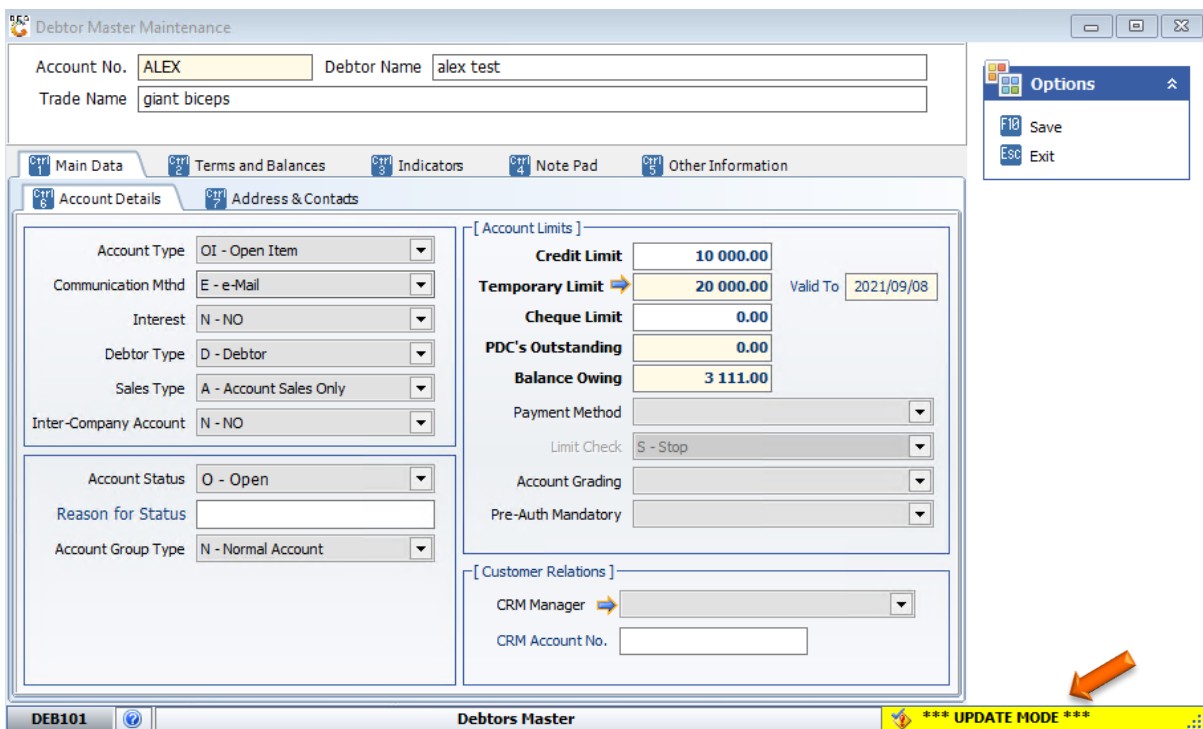 Debtor Master Maintenance
Account No. ALEX Debtor Name alex test
Trade Name giant biceps
Options
F10 Save
Esc Exit
Ctrl 1 Main Data Ctrl 2 Terms and Balances Ctrl 3 Indicators Ctrl 4 Note Pad Ctrl 5 Other Information
Ctrl 6 Account Details Ctrl 7 Address & Contacts
Account Type OI - Open Item
Communication Mthd E - e-Mail
Interest N - NO
Debtor Type D - Debtor
Sales Type A - Account Sales Only
Inter-Company Account N - NO
Account Status O - Open
Reason for Status
Account Group Type N - Normal Account
[ Account Limits ]
Credit Limit 10 000.00
Temporary Limit 20 000.00 Valid To 2021/09/08
Cheque Limit 0.00
PDC's Outstanding 0.00
Balance Owing 3 111.00
Payment Method
Limit Check S - Stop
Account Grading
Pre-Auth Mandatory
[ Customer Relations ]
CRM Manager
CRM Account No.
DEB101 Debtors Master *** UPDATE MODE ***